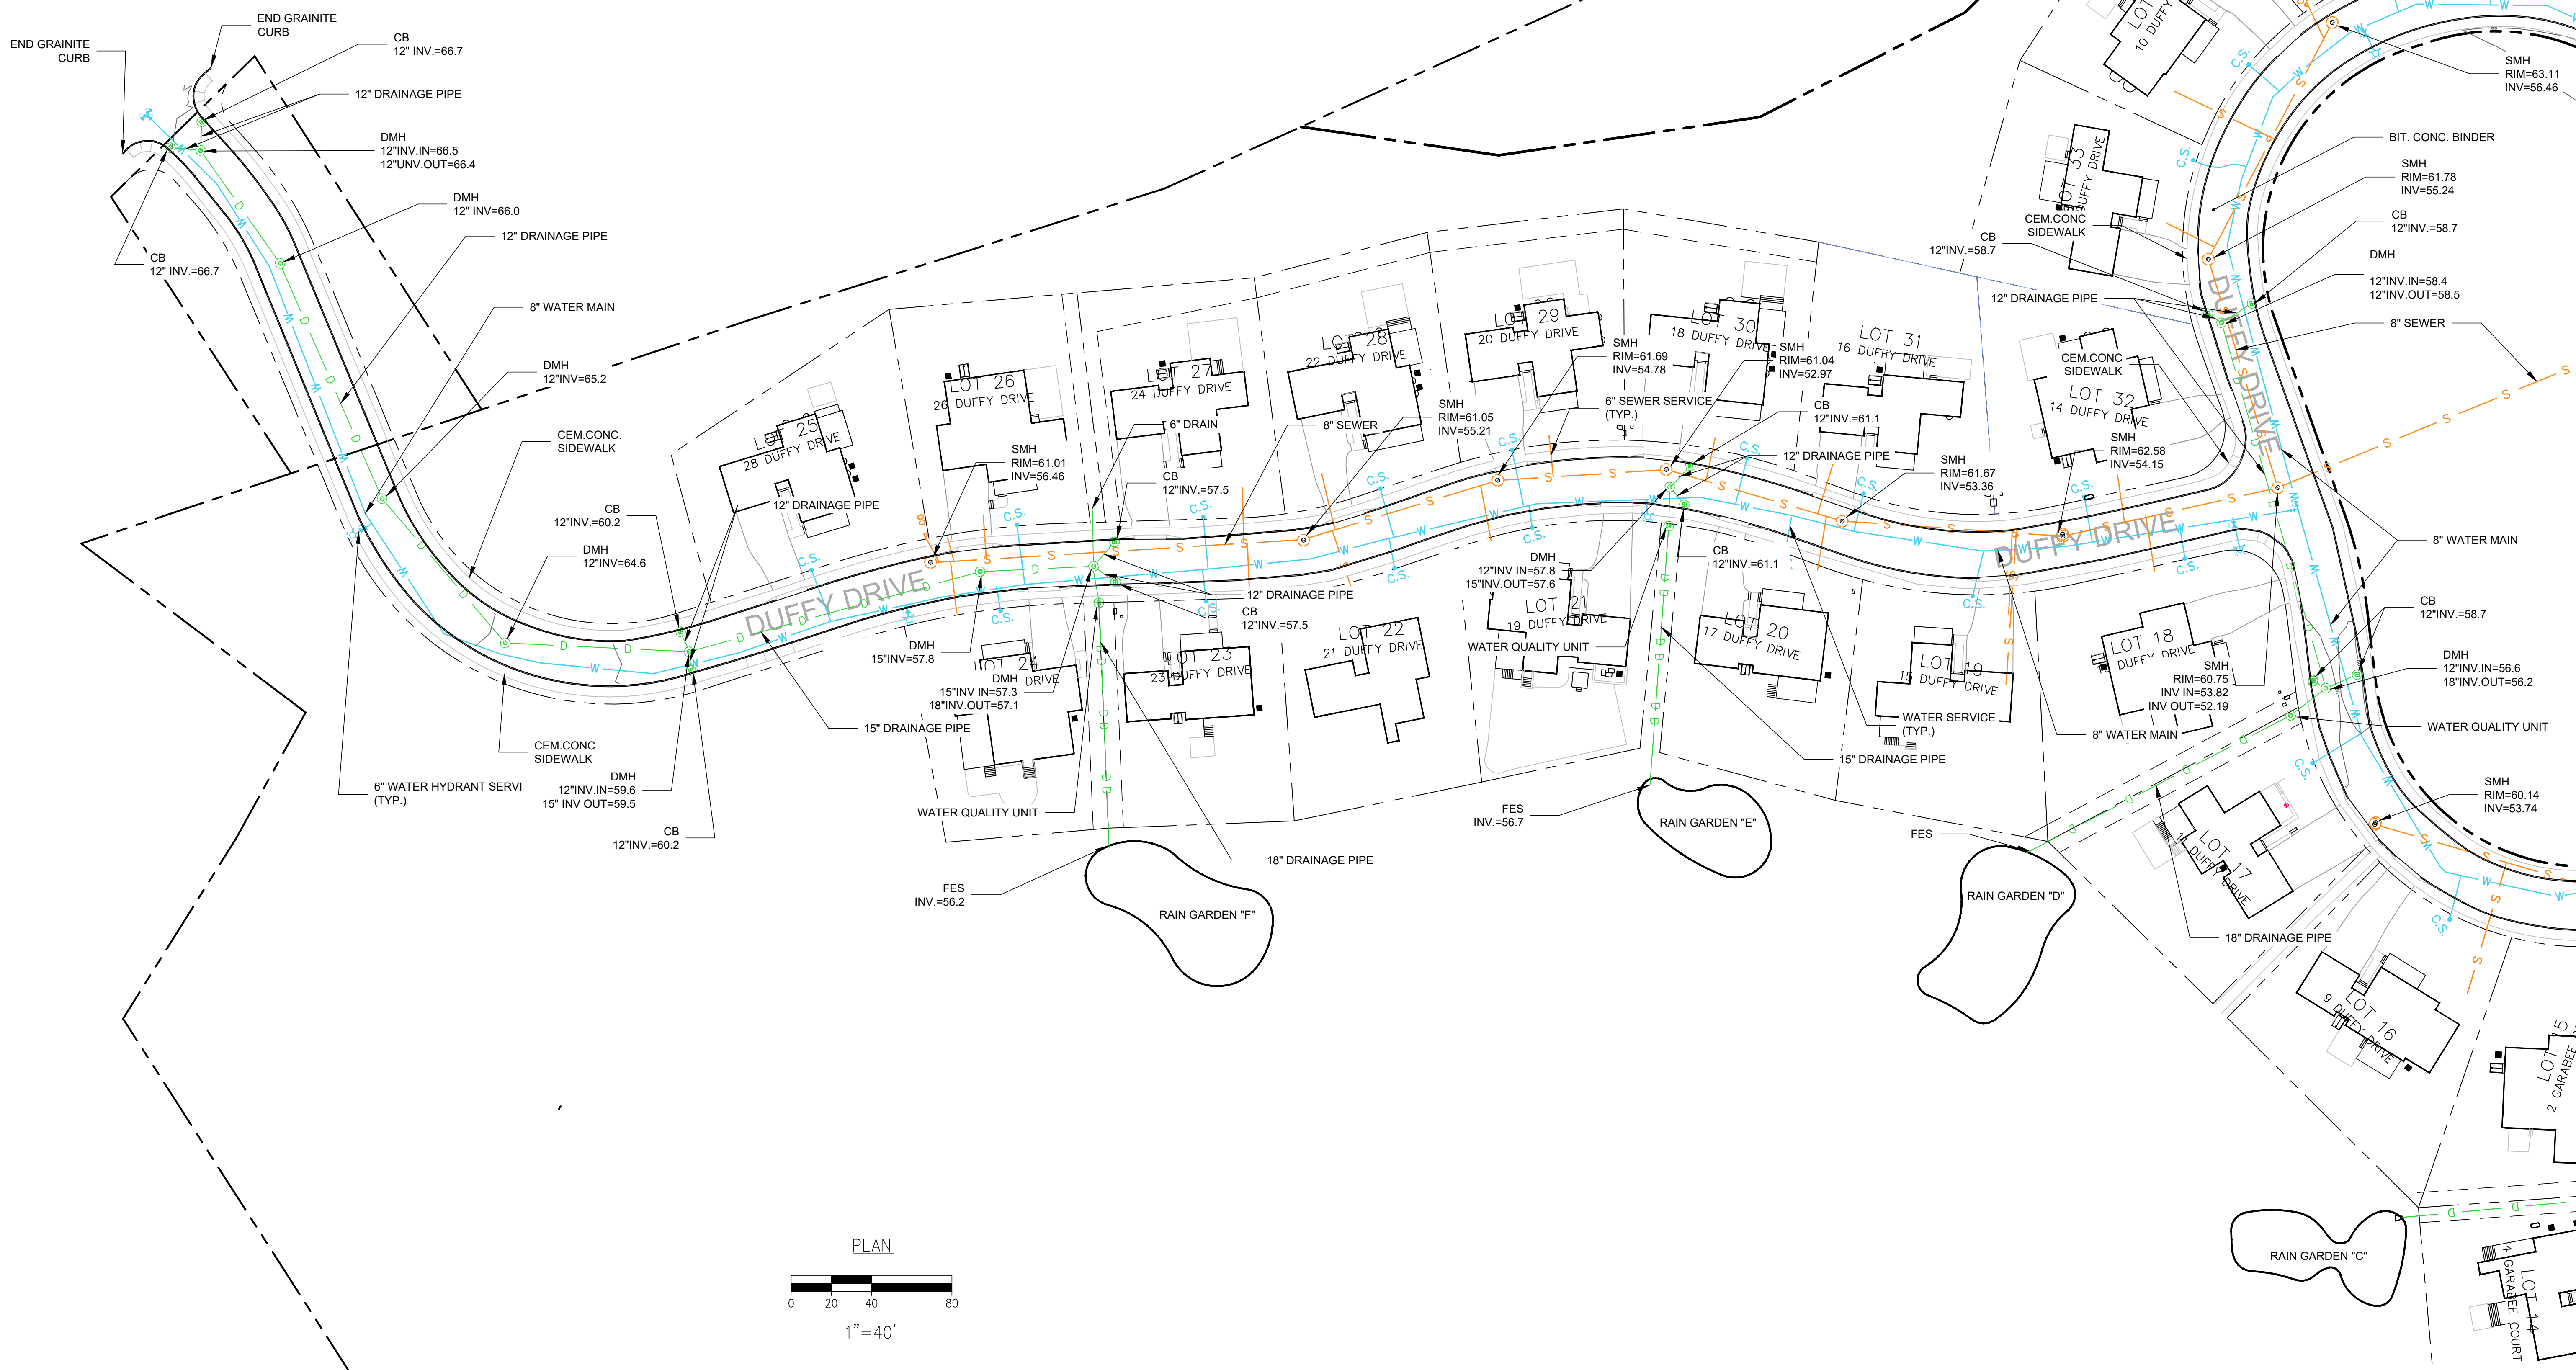 END GRAINITE
CURB
END GRAINITE
CURB
CB
12" INV.=66.7
12" DRAINAGE PIPE
DMH
12"INV.IN=66.5
12"UNV.OUT=66.4
DMH
12" INV=66.0
12" DRAINAGE PIPE
CB
12" INV.=66.7
8" WATER MAIN
DMH
12"INV=65.2
CEM.CONC.
SIDEWALK
CB
12"INV.=60.2
DMH
12"INV=64.6
12" DRAINAGE PIPE
LOT 25
28 DUFFY DRIVE
LOT 26
26 DUFFY DRIVE
SMH
RIM=61.01
INV=56.46
LOT 27
24 DUFFY DRIVE
6" DRAIN
CB
12"INV.=57.5
LOT 28
22 DUFFY DRIVE
8" SEWER
SMH
RIM=61.05
INV=55.21
LOT 29
20 DUFFY DRIVE
SMH
RIM=61.69
INV=54.78
6" SEWER SERVICE
(TYP.)
LOT 30
18 DUFFY DRIVE
SMH
RIM=61.04
INV=52.97
CB
12"INV.=61.1
12" DRAINAGE PIPE
LOT 31
16 DUFFY DRIVE
SMH
RIM=61.67
INV=53.36
LOT 32
14 DUFFY DRIVE
CEM.CONC
SIDEWALK
SMH
RIM=62.58
INV=54.15
LOT 33
DUFFY DRIVE
CEM.CONC
SIDEWALK
CB
12"INV.=58.7
12" DRAINAGE PIPE
LOT
10 DUFFY
SMH
RIM=63.11
INV=56.46
BIT. CONC. BINDER
SMH
RIM=61.78
INV=55.24
CB
12"INV.=58.7
DMH
12"INV.IN=58.4
12"INV.OUT=58.5
8" SEWER
DUFFY DRIVE
DUFFY DRIVE
DUFFY DRIVE
8" WATER MAIN
CB
12"INV.=58.7
DMH
12"INV.IN=56.6
18"INV.OUT=56.2
WATER QUALITY UNIT
SMH
RIM=60.14
INV=53.74
CEM.CONC
SIDEWALK
6" WATER HYDRANT SERVI
(TYP.)
DMH
12"INV.IN=59.6
15" INV OUT=59.5
CB
12"INV.=60.2
15" DRAINAGE PIPE
DMH
15"INV=57.8
LOT 24
DRIVE
DMH
15"INV IN=57.3
18"INV.OUT=57.1
WATER QUALITY UNIT
12" DRAINAGE PIPE
CB
12"INV.=57.5
LOT 23
23 DUFFY DRIVE
LOT 22
21 DUFFY DRIVE
18" DRAINAGE PIPE
FES
INV.=56.2
RAIN GARDEN "F"
DMH
12"INV IN=57.8
15"INV.OUT=57.6
LOT 21
19 DUFFY DRIVE
WATER QUALITY UNIT
CB
12"INV.=61.1
LOT 20
17 DUFFY DRIVE
15" DRAINAGE PIPE
FES
INV.=56.7
RAIN GARDEN "E"
LOT 19
15 DUFFY DRIVE
WATER SERVICE
(TYP.)
8" WATER MAIN
LOT 18
DUFFY DRIVE
SMH
RIM=60.75
INV IN=53.82
INV OUT=52.19
FES
RAIN GARDEN "D"
LOT 17
DUFFY DRIVE
18" DRAINAGE PIPE
LOT 16
9 DUFFY DRIVE
LOT 15
2 GARABEE
RAIN GARDEN "C"
LOT 14
4 GARABEE COURT
PLAN
0 20 40 80
1"=40'